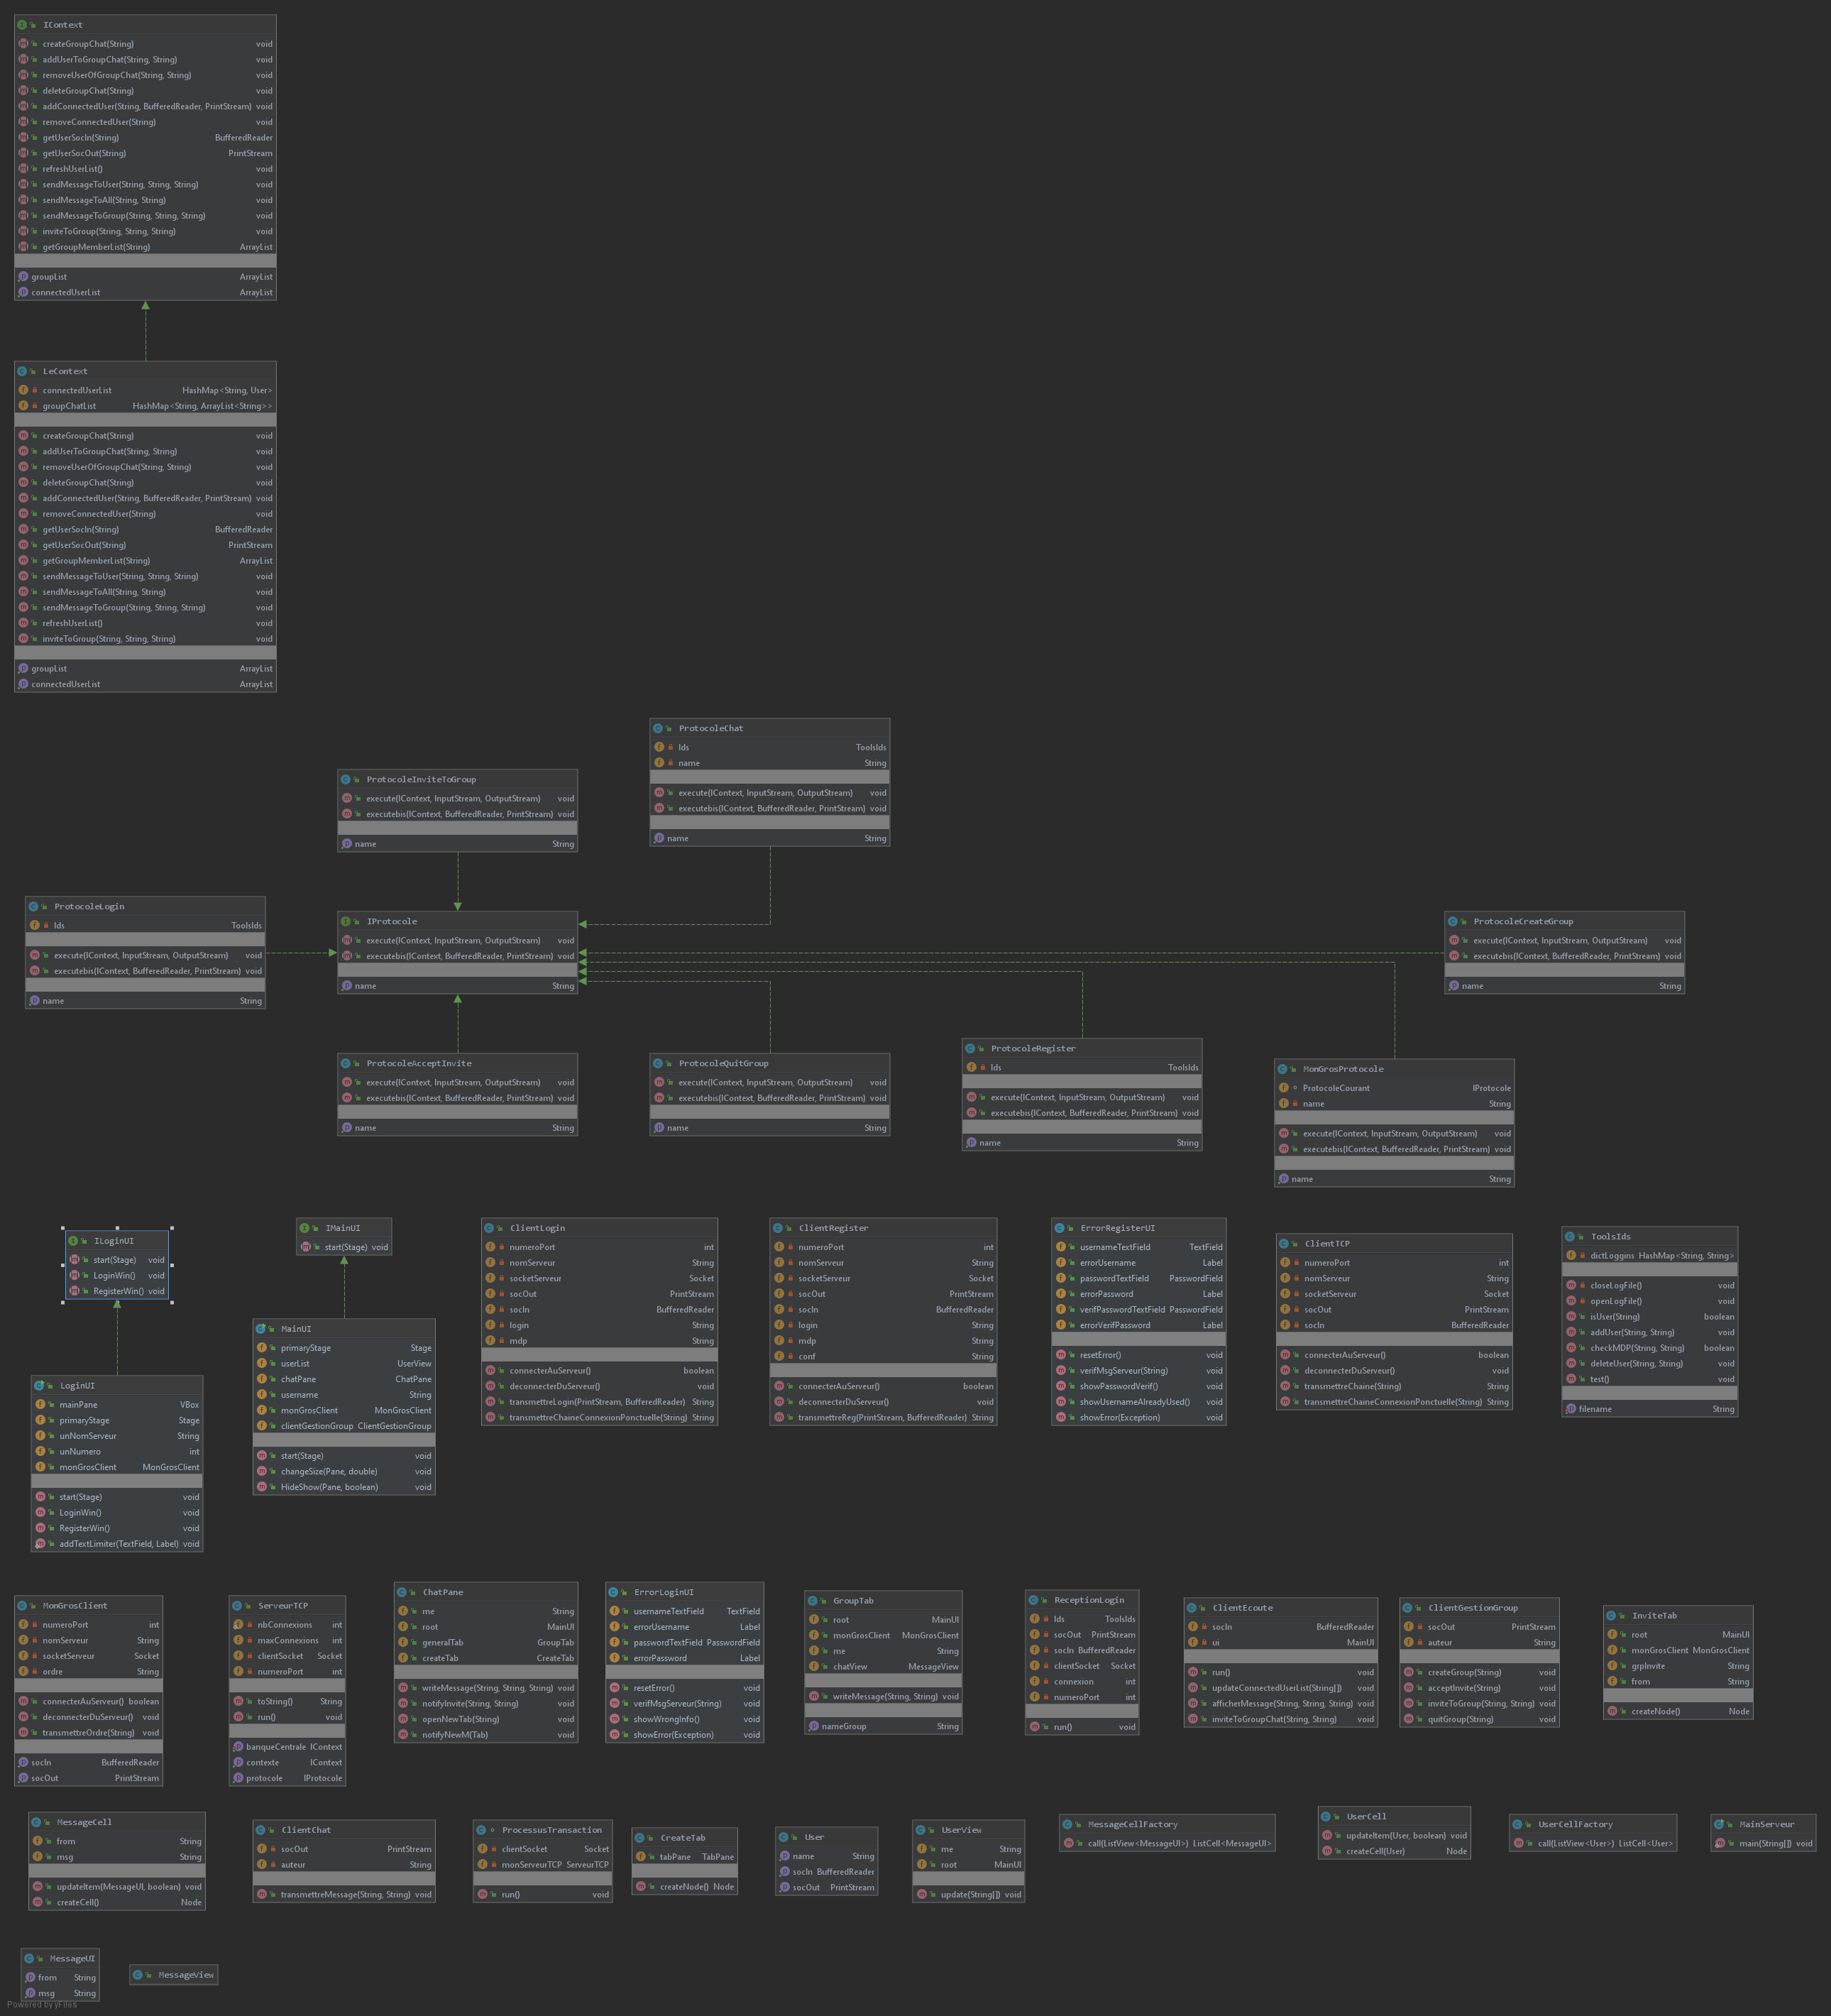 IContext
createGroupChat(String) void
addUserToGroupChat(String, String) void
removeUserOfGroupChat(String, String) void
deleteGroupChat(String) void
addConnectedUser(String, BufferedReader, PrintStream) void
removeConnectedUser(String) void
getUserSocIn(String) BufferedReader
getUserSocOut(String) PrintStream
refreshUserList() void
sendMessageToUser(String, String, String) void
sendMessageToAll(String, String) void
sendMessageToGroup(String, String, String) void
inviteToGroup(String, String, String) void
getGroupMemberList(String) ArrayList
groupList ArrayList
connectedUserList ArrayList
LeContext
connectedUserList HashMap<String, User>
groupChatList HashMap<String, ArrayList<String>>
createGroupChat(String) void
addUserToGroupChat(String, String) void
removeUserOfGroupChat(String, String) void
deleteGroupChat(String) void
addConnectedUser(String, BufferedReader, PrintStream) void
removeConnectedUser(String) void
getUserSocIn(String) BufferedReader
getUserSocOut(String) PrintStream
getGroupMemberList(String) ArrayList
sendMessageToUser(String, String, String) void
sendMessageToAll(String, String) void
sendMessageToGroup(String, String, String) void
refreshUserList() void
inviteToGroup(String, String, String) void
groupList ArrayList
connectedUserList ArrayList
ProtocoleChat
Ids ToolsIds
name String
execute(IContext, InputStream, OutputStream) void
executebis(IContext, BufferedReader, PrintStream) void
name String
ProtocoleInviteToGroup
execute(IContext, InputStream, OutputStream) void
executebis(IContext, BufferedReader, PrintStream) void
name String
ProtocoleLogin
Ids ToolsIds
execute(IContext, InputStream, OutputStream) void
executebis(IContext, BufferedReader, PrintStream) void
name String
IProtocole
execute(IContext, InputStream, OutputStream) void
executebis(IContext, BufferedReader, PrintStream) void
name String
ProtocoleCreateGroup
execute(IContext, InputStream, OutputStream) void
executebis(IContext, BufferedReader, PrintStream) void
name String
ProtocoleAcceptInvite
execute(IContext, InputStream, OutputStream) void
executebis(IContext, BufferedReader, PrintStream) void
name String
ProtocoleQuitGroup
execute(IContext, InputStream, OutputStream) void
executebis(IContext, BufferedReader, PrintStream) void
name String
ProtocoleRegister
Ids ToolsIds
execute(IContext, InputStream, OutputStream) void
executebis(IContext, BufferedReader, PrintStream) void
name String
MonGrosProtocole
ProtocoleCourant IProtocole
name String
execute(IContext, InputStream, OutputStream) void
executebis(IContext, BufferedReader, PrintStream) void
name String
ILoginUI
start(Stage) void
LoginWin() void
RegisterWin() void
IMainUI
start(Stage) void
ClientLogin
numeroPort int
nomServeur String
socketServeur Socket
socOut PrintStream
socIn BufferedReader
login String
mdp String
connecterAuServeur() boolean
deconnecterDuServeur() void
transmettreLogin(PrintStream, BufferedReader) String
transmettreChaineConnexionPonctuelle(String) String
ClientRegister
numeroPort int
nomServeur String
socketServeur Socket
socOut PrintStream
socIn BufferedReader
login String
mdp String
conf String
connecterAuServeur() boolean
deconnecterDuServeur() void
transmettreReg(PrintStream, BufferedReader) String
ErrorRegisterUI
usernameTextField TextField
errorUsername Label
passwordTextField PasswordField
errorPassword Label
verifPasswordTextField PasswordField
errorVerifPassword Label
resetError() void
verifMsgServeur(String) void
showPasswordVerif() void
showUsernameAlreadyUsed() void
showError(Exception) void
ClientTCP
numeroPort int
nomServeur String
socketServeur Socket
socOut PrintStream
socIn BufferedReader
connecterAuServeur() boolean
deconnecterDuServeur() void
transmettreChaine(String) String
transmettreChaineConnexionPonctuelle(String) String
ToolsIds
dictLoggins HashMap<String, String>
closeLogFile() void
openLogFile() void
isUser(String) boolean
addUser(String, String) void
checkMDP(String, String) boolean
deleteUser(String, String) void
test() void
filename String
LoginUI
mainPane VBox
primaryStage Stage
unNomServeur String
unNumero int
monGrosClient MonGrosClient
start(Stage) void
LoginWin() void
RegisterWin() void
addTextLimiter(TextField, Label) void
MainUI
primaryStage Stage
userList UserView
chatPane ChatPane
username String
monGrosClient MonGrosClient
clientGestionGroup ClientGestionGroup
start(Stage) void
changeSize(Pane, double) void
HideShow(Pane, boolean) void
MonGrosClient
numeroPort int
nomServeur String
socketServeur Socket
ordre String
connecterAuServeur() boolean
deconnecterDuServeur() void
transmettreOrdre(String) void
socIn BufferedReader
socOut PrintStream
ServeurTCP
nbConnexions int
maxConnexions int
clientSocket Socket
numeroPort int
toString() String
run() void
banqueCentrale IContext
contexte IContext
protocole IProtocole
ChatPane
me String
root MainUI
generalTab GroupTab
createTab CreateTab
writeMessage(String, String, String) void
notifyInvite(String, String) void
openNewTab(String) void
notifyNewM(Tab) void
ErrorLoginUI
usernameTextField TextField
errorUsername Label
passwordTextField PasswordField
errorPassword Label
resetError() void
verifMsgServeur(String) void
showWrongInfo() void
showError(Exception) void
GroupTab
root MainUI
monGrosClient MonGrosClient
me String
chatView MessageView
writeMessage(String, String) void
nameGroup String
ReceptionLogin
Ids ToolsIds
socOut PrintStream
socIn BufferedReader
clientSocket Socket
connexion int
numeroPort int
run() void
ClientEcoute
socIn BufferedReader
ui MainUI
run() void
updateConnectedUserList(String[]) void
afficherMessage(String, String, String) void
inviteToGroupChat(String, String) void
ClientGestionGroup
socOut PrintStream
auteur String
createGroup(String) void
acceptInvite(String) void
inviteToGroup(String, String) void
quitGroup(String) void
InviteTab
root MainUI
monGrosClient MonGrosClient
grpInvite String
from String
createNode() Node
MessageCell
from String
msg String
updateItem(MessageUI, boolean) void
createCell() Node
ClientChat
socOut PrintStream
auteur String
transmettreMessage(String, String) void
ProcessusTransaction
clientSocket Socket
monServeurTCP ServeurTCP
run() void
CreateTab
tabPane TabPane
createNode() Node
User
name String
socIn BufferedReader
socOut PrintStream
UserView
me String
root MainUI
update(String[]) void
MessageCellFactory
call(ListView<MessageUI>) ListCell<MessageUI>
UserCell
updateItem(User, boolean) void
createCell(User) Node
UserCellFactory
call(ListView<User>) ListCell<User>
MainServeur
main(String[]) void
MessageUI
from String
msg String
MessageView
Powered by yFiles